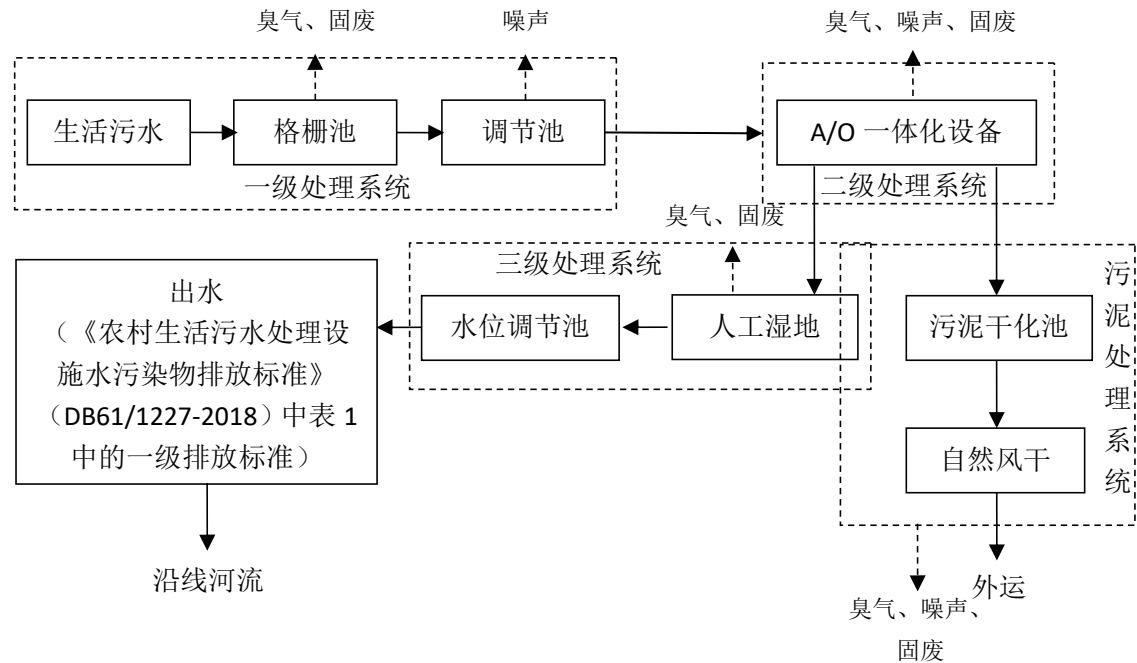 臭气、固废
噪声
臭气、噪声、固废
生活污水
格栅池
调节池
A/O 一体化设备
一级处理系统
二级处理系统
臭气、固废
三级处理系统
水位调节池
人工湿地
出水
（《农村生活污水处理设
施水污染物排放标准》
（DB61/1227-2018）中表 1
中的一级排放标准）
沿线河流
污泥处理系统
污泥干化池
自然风干
外运
臭气、噪声、
固废